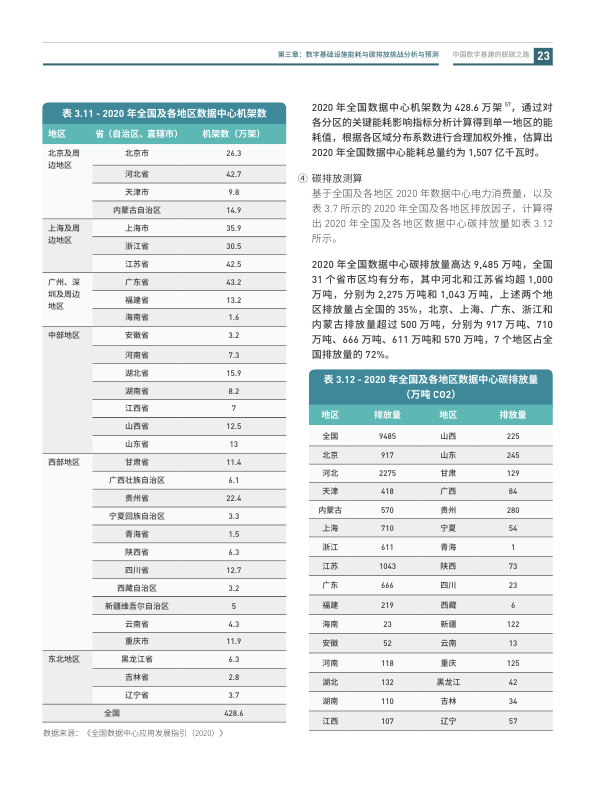 第三章：数字基础设施能耗与碳排放挑战分析与预测 中国数字基建的脱碳之路 23
表 3.11 - 2020 年全国及各地区数据中心机架数
地区 省（自治区、直辖市） 机架数（万架）
北京及周边地区 北京市 26.3
河北省 42.7
天津市 9.8
内蒙古自治区 14.9
上海及周边地区 上海市 35.9
浙江省 30.5
江苏省 42.5
广州、深圳及周边地区 广东省 43.2
福建省 13.2
海南省 1.6
中部地区 安徽省 3.2
河南省 7.3
湖北省 15.9
湖南省 8.2
江西省 7
山西省 12.5
山东省 13
西部地区 甘肃省 11.4
广西壮族自治区 6.1
贵州省 22.4
宁夏回族自治区 3.3
青海省 1.5
陕西省 6.3
四川省 12.7
西藏自治区 3.2
新疆维吾尔自治区 5
云南省 4.3
重庆市 11.9
东北地区 黑龙江省 6.3
吉林省 2.8
辽宁省 3.7
全国 428.6
数据来源：《全国数据中心应用发展指引（2020）》
2020 年全国数据中心机架数为 428.6 万架 57，通过对
各分区的关键能耗影响指标分析计算得到单一地区的能
耗值，根据各区域分布系数进行合理加权外推，估算出
2020 年全国数据中心能耗总量约为 1,507 亿千瓦时。
④ 碳排放测算
基于全国及各地区 2020 年数据中心电力消费量，以及
表 3.7 所示的 2020 年全国及各地区排放因子，计算得
出 2020 年全国及各地区数据中心碳排放量如表 3.12
所示。
2020 年全国数据中心碳排放量高达 9,485 万吨，全国
31 个省市区均有分布，其中河北和江苏省均超 1,000
万吨，分别为 2,275 万吨和 1,043 万吨，上述两个地
区排放量占全国的 35%，北京、上海、广东、浙江和
内蒙古排放量超过 500 万吨，分别为 917 万吨、710
万吨、666 万吨、611 万吨和 570 万吨，7 个地区占全
国排放量的 72%。
表 3.12 - 2020 年全国及各地区数据中心碳排放量
（万吨 CO2）
地区 排放量 地区 排放量
全国 9485 山西 225
北京 917 山东 245
河北 2275 甘肃 129
天津 418 广西 84
内蒙古 570 贵州 280
上海 710 宁夏 54
浙江 611 青海 1
江苏 1043 陕西 73
广东 666 四川 23
福建 219 西藏 6
海南 23 新疆 122
安徽 52 云南 13
河南 118 重庆 125
湖北 132 黑龙江 42
湖南 110 吉林 34
江西 107 辽宁 57